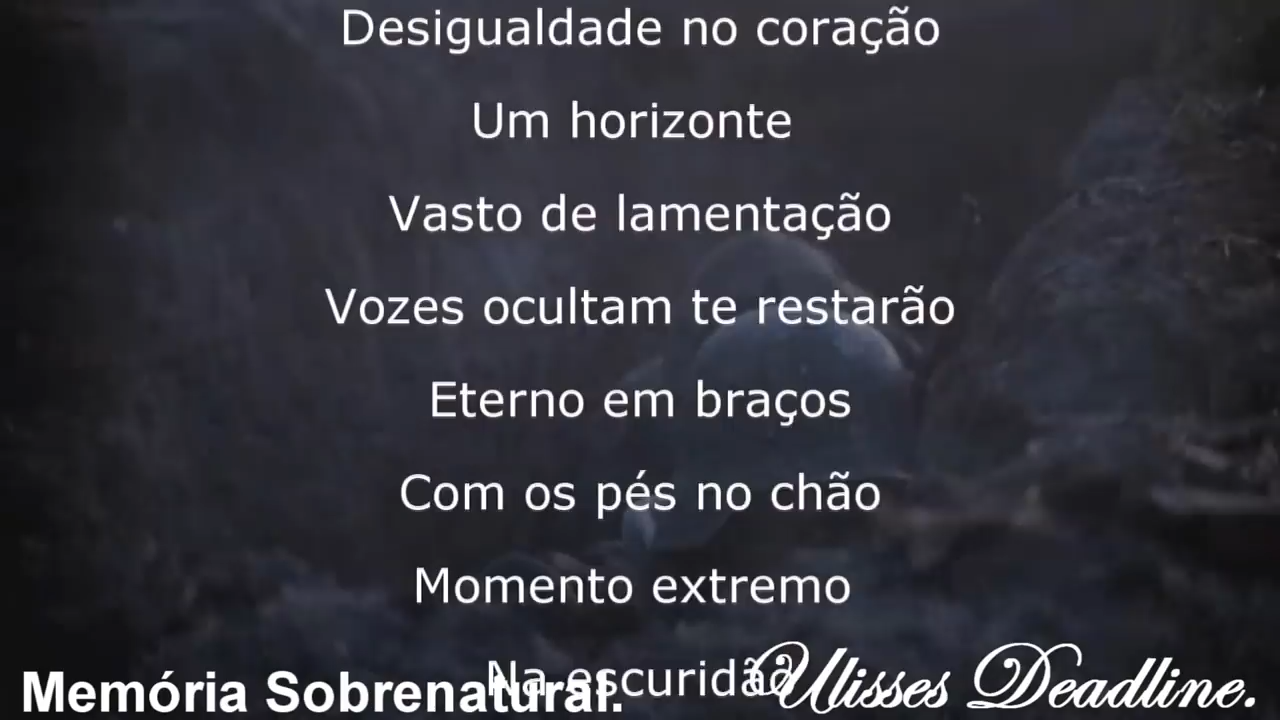 Desigualdade no coração
Um horizonte
Vasto de lamentação
Vozes ocultam te restarão
Eterno em braços
Com os pés no chão
Momento extremo
Na escuridão
Memória Sobrenatural.
Ulisses Deadline.